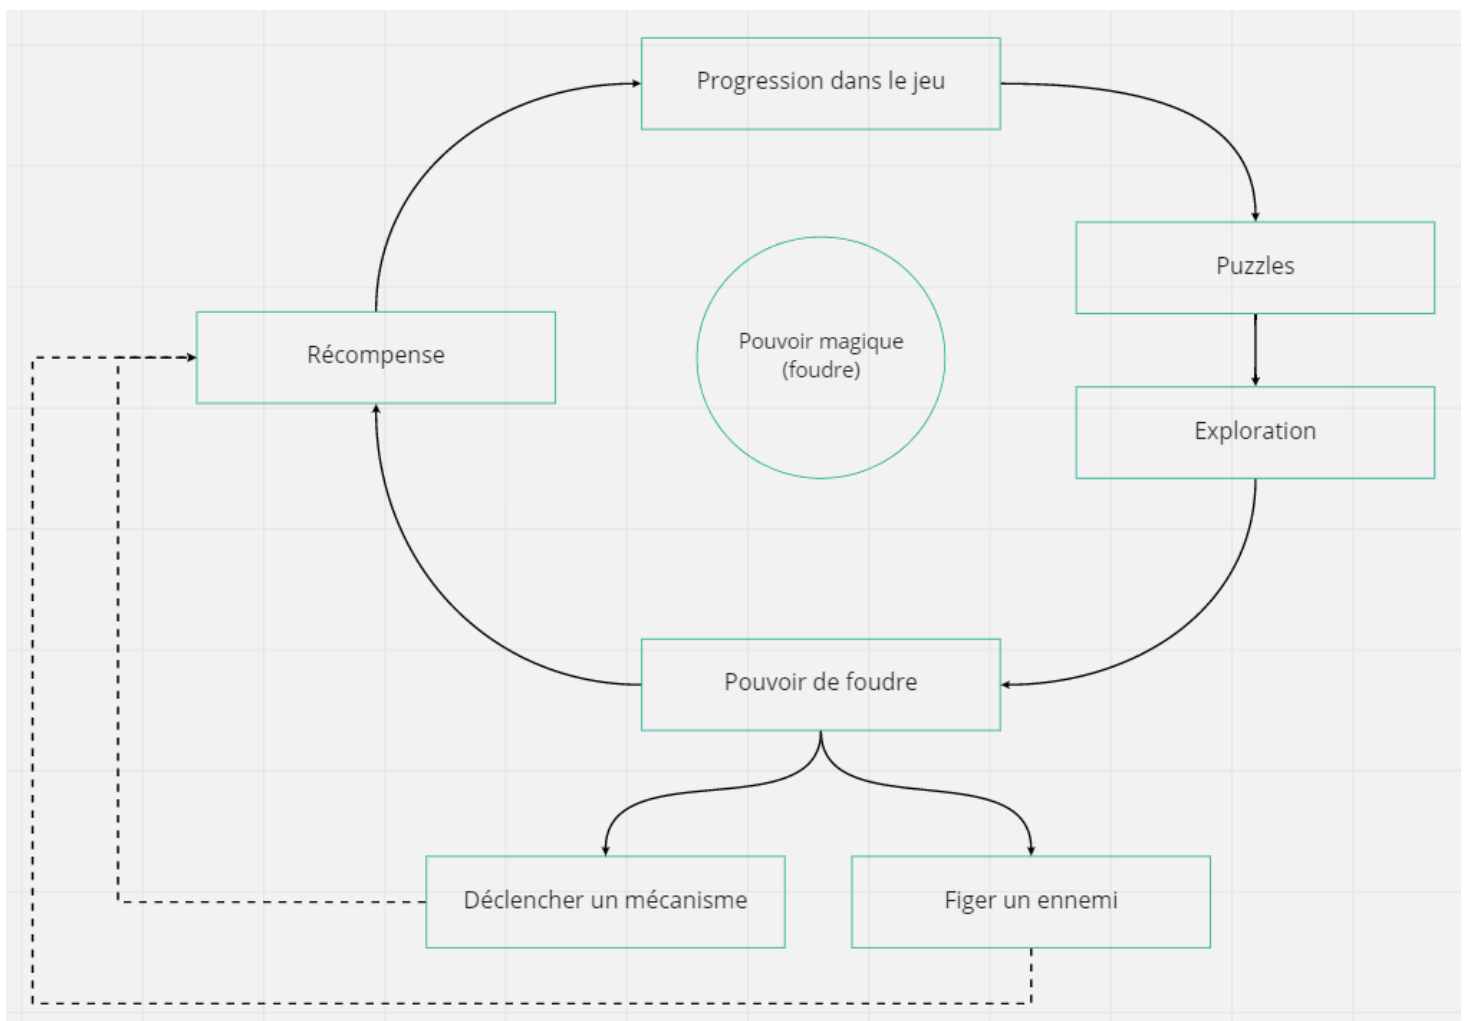 Progression dans le jeu
Puzzles
Pouvoir magique
(foudre)
Récompense
Exploration
Pouvoir de foudre
Déclencher un mécanisme
Figer un ennemi